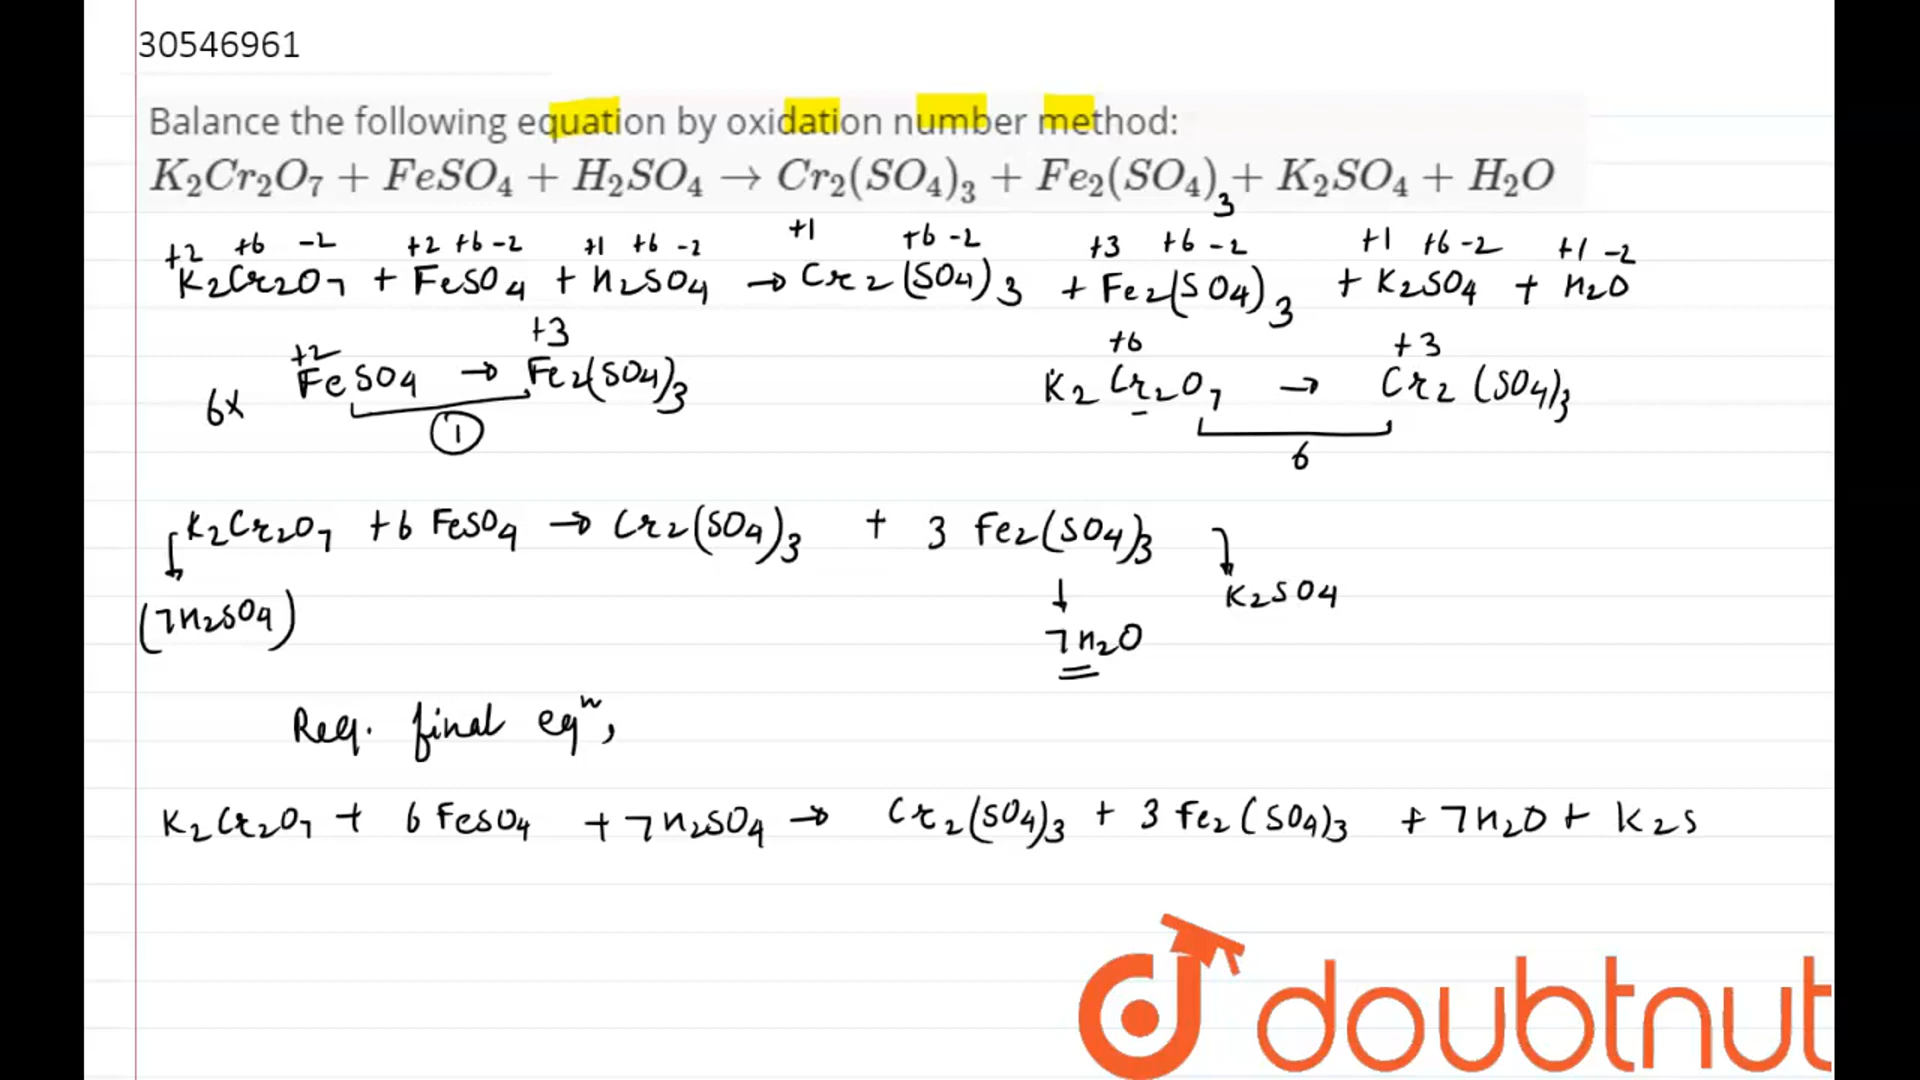 30546961
Balance the following equation by oxidation number method:
K₂Cr₂O₇ + FeSO₄ + H₂SO₄ → Cr₂(SO₄)₃ + Fe₂(SO₄)₃ + K₂SO₄ + H₂O
+2 +6 -2 +2 +6 -2 +1 +6 -2 +1 +6 -2 +3 +6 -2 +1 +6 -2 +1 -2
K₂Cr₂O₇ + FeSO₄ + H₂SO₄ → Cr₂(SO₄)₃ + Fe₂(SO₄)₃ + K₂SO₄ + H₂O
+2 +3 +6 +3
6x FeSO₄ → Fe₂(SO₄)₃ K₂Cr₂O₇ → Cr₂(SO₄)₃
1 6
K₂Cr₂O₇ + 6 FeSO₄ → Cr₂(SO₄)₃ + 3 Fe₂(SO₄)₃
↓ (7H₂SO₄) ↓ 7H₂O ↓ K₂SO₄
Req. final eqⁿ,
K₂Cr₂O₇ + 6 FeSO₄ + 7H₂SO₄ → Cr₂(SO₄)₃ + 3 Fe₂(SO₄)₃ + 7H₂O + K₂S
doubtnut